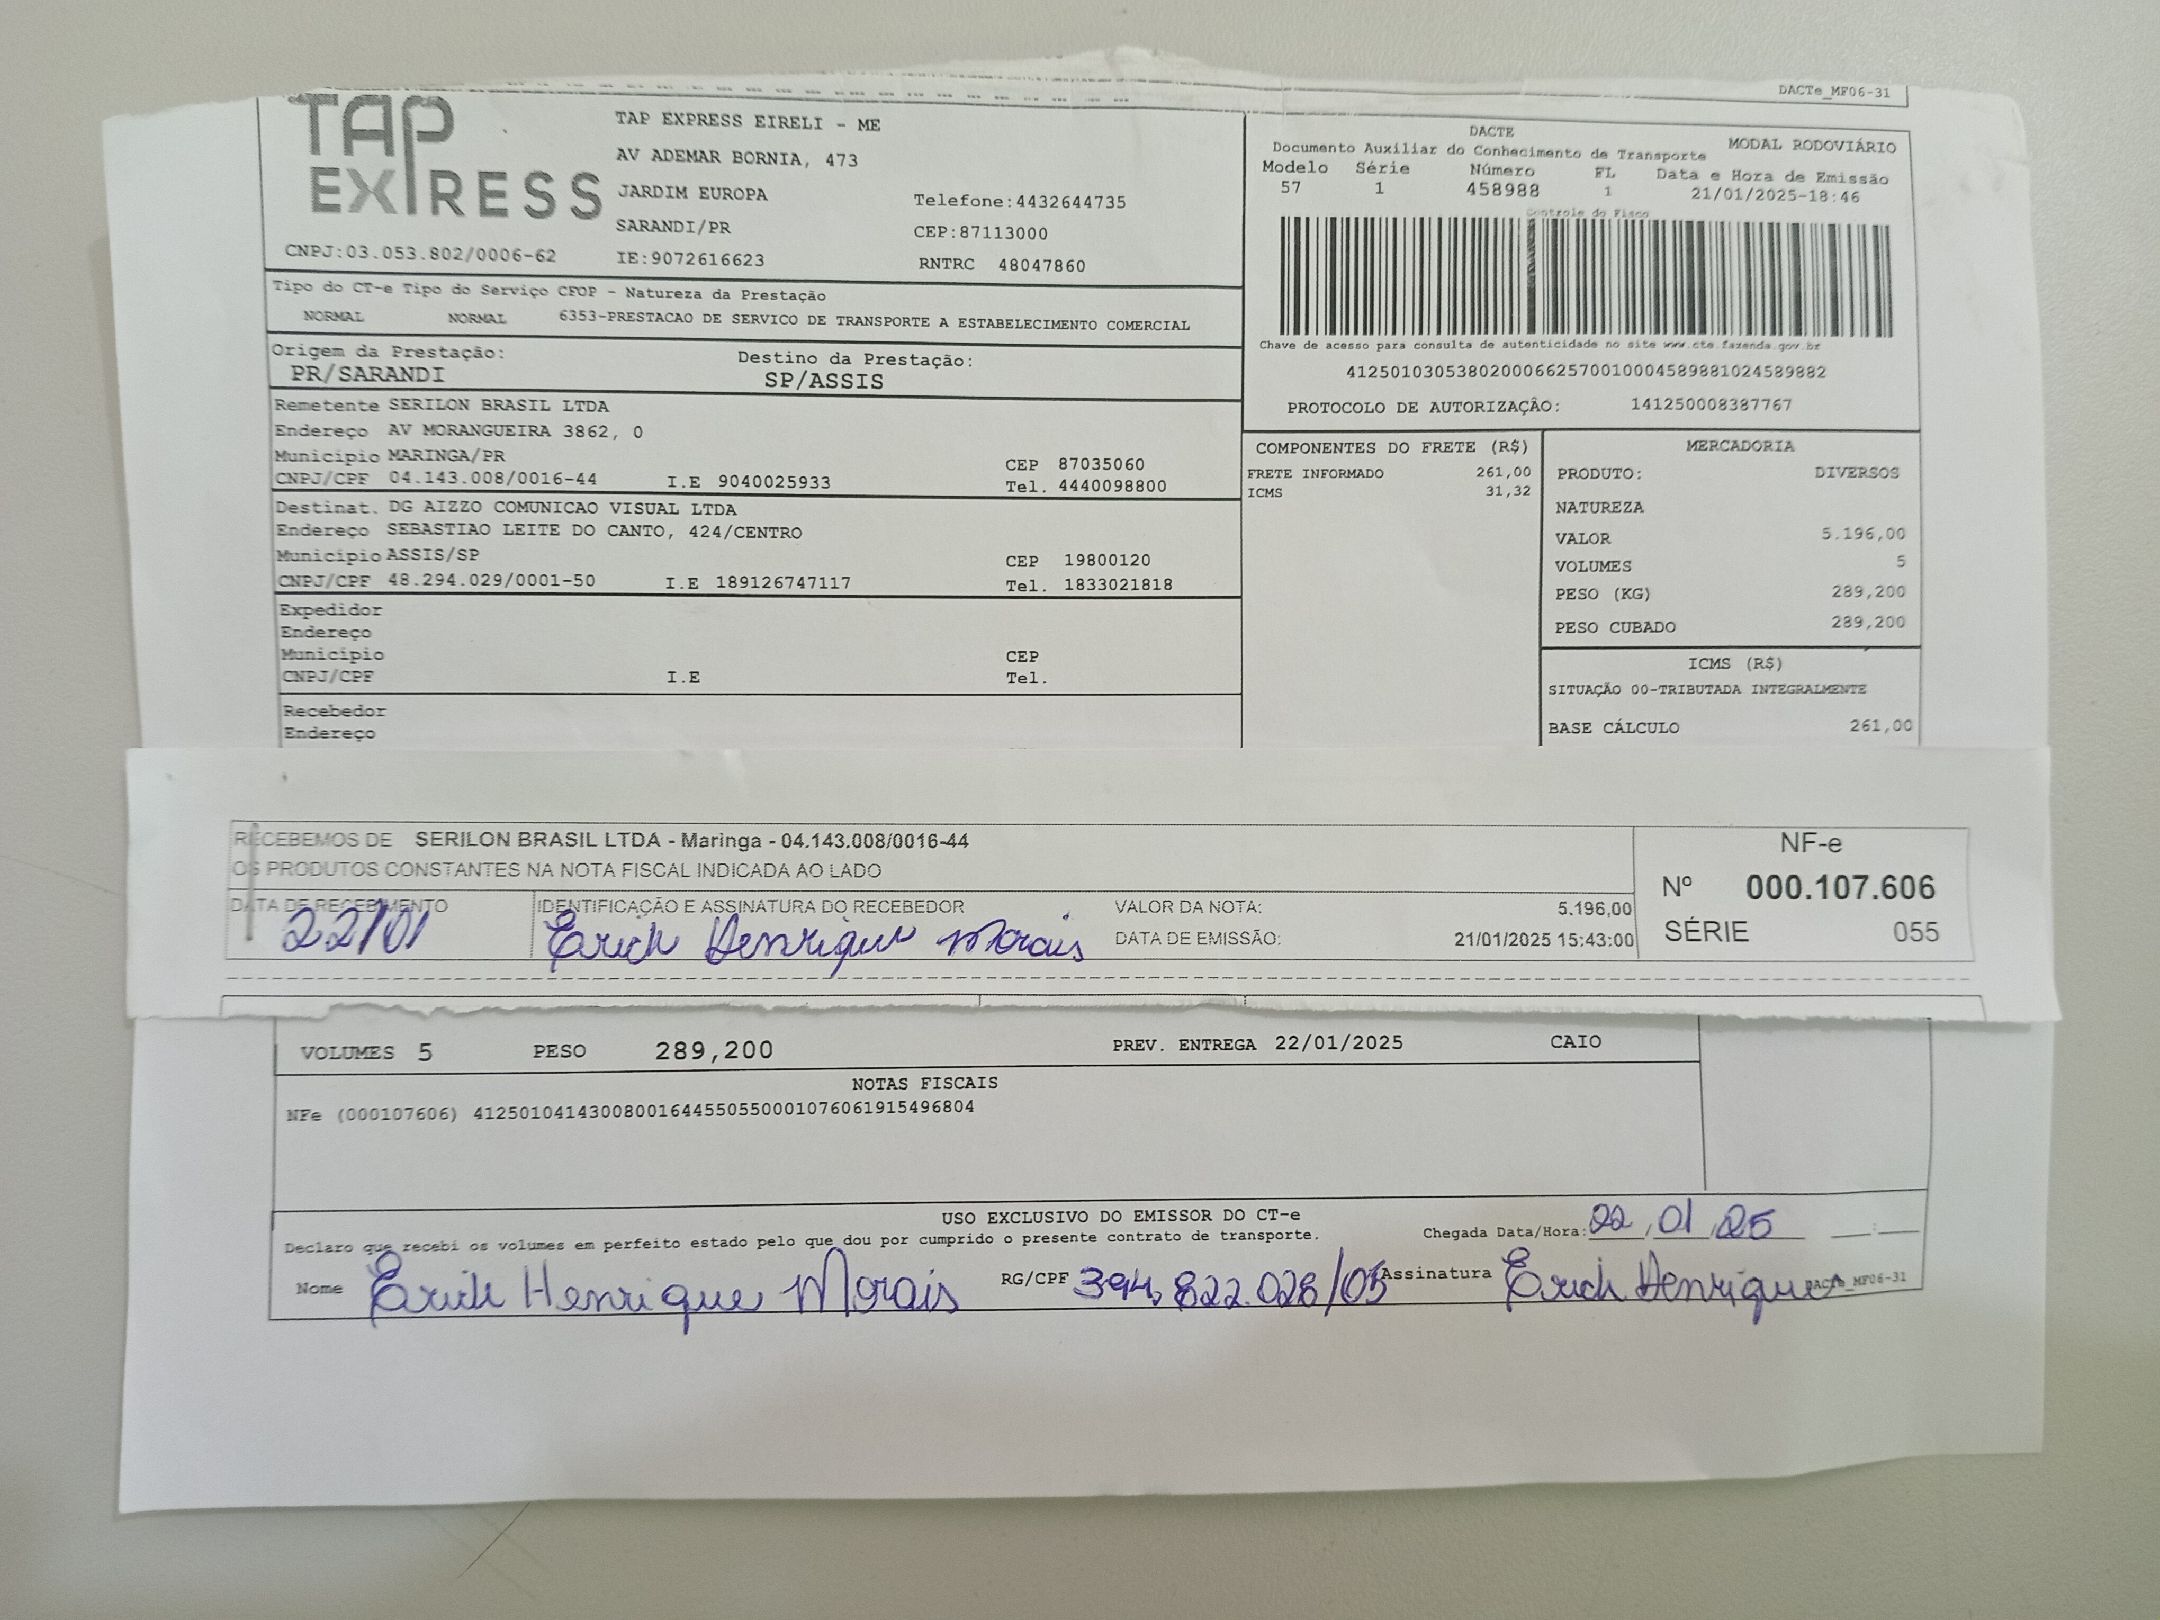 DACTe_MF06-31
TAP EXPRESS
TAP EXPRESS EIRELI - ME
AV ADEMAR BORNIA, 473
JARDIM EUROPA Telefone:4432644735
SARANDI/PR CEP:87113000
CNPJ:03.053.802/0006-62 IE:9072616623 RNTRC 48047860
DACTE
Documento Auxiliar do Conhecimento de Transporte MODAL RODOVIÁRIO
Modelo Série Número FL Data e Hora de Emissão
57 1 458988 1 21/01/2025-18:46
Controle do Fisco
Chave de acesso para consulta de autenticidade no site www.cte.fazenda.gov.br
41250103053802000662570010004589881024589882
PROTOCOLO DE AUTORIZAÇÂO: 141250008387767
Tipo do CT-e Tipo do Serviço CFOP - Natureza da Prestação
NORMAL NORMAL 6353-PRESTACAO DE SERVICO DE TRANSPORTE A ESTABELECIMENTO COMERCIAL
Origem da Prestação: Destino da Prestação:
PR/SARANDI SP/ASSIS
Remetente SERILON BRASIL LTDA
Endereço AV MORANGUEIRA 3862, 0
Município MARINGA/PR CEP 87035060
CNPJ/CPF 04.143.008/0016-44 I.E 9040025933 Tel. 4440098800
Destinat. DG AIZZO COMUNICAO VISUAL LTDA
Endereço SEBASTIAO LEITE DO CANTO, 424/CENTRO
Município ASSIS/SP CEP 19800120
CNPJ/CPF 48.294.029/0001-50 I.E 189126747117 Tel. 1833021818
Expedidor
Endereço
Município CEP
CNPJ/CPF I.E Tel.
Recebedor
Endereço
COMPONENTES DO FRETE (R$)
FRETE INFORMADO 261,00
ICMS 31,32
MERCADORIA
PRODUTO: DIVERSOS
NATUREZA
VALOR 5.196,00
VOLUMES 5
PESO (KG) 289,200
PESO CUBADO 289,200
ICMS (R$)
SITUAÇÃO 00-TRIBUTADA INTEGRALMENTE
BASE CÁLCULO 261,00
RECEBEMOS DE SERILON BRASIL LTDA - Maringa - 04.143.008/0016-44
OS PRODUTOS CONSTANTES NA NOTA FISCAL INDICADA AO LADO
DATA DE RECEBIMENTO IDENTIFICAÇÃO E ASSINATURA DO RECEBEDOR VALOR DA NOTA: 5.196,00
22/01 Erich Henrique Morais DATA DE EMISSÃO: 21/01/2025 15:43:00
NF-e
Nº 000.107.606
SÉRIE 055
VOLUMES 5 PESO 289,200 PREV. ENTREGA 22/01/2025 CAIO
NOTAS FISCAIS
NFe (000107606) 41250104143008001644550550001076061915496804
USO EXCLUSIVO DO EMISSOR DO CT-e
Declaro que recebi os volumes em perfeito estado pelo que dou por cumprido o presente contrato de transporte. Chegada Data/Hora: 22/01/25 __:__
Nome Erich Henrique Morais RG/CPF 394.822.028/05 Assinatura Erich Henrique
DACTe_MF06-31